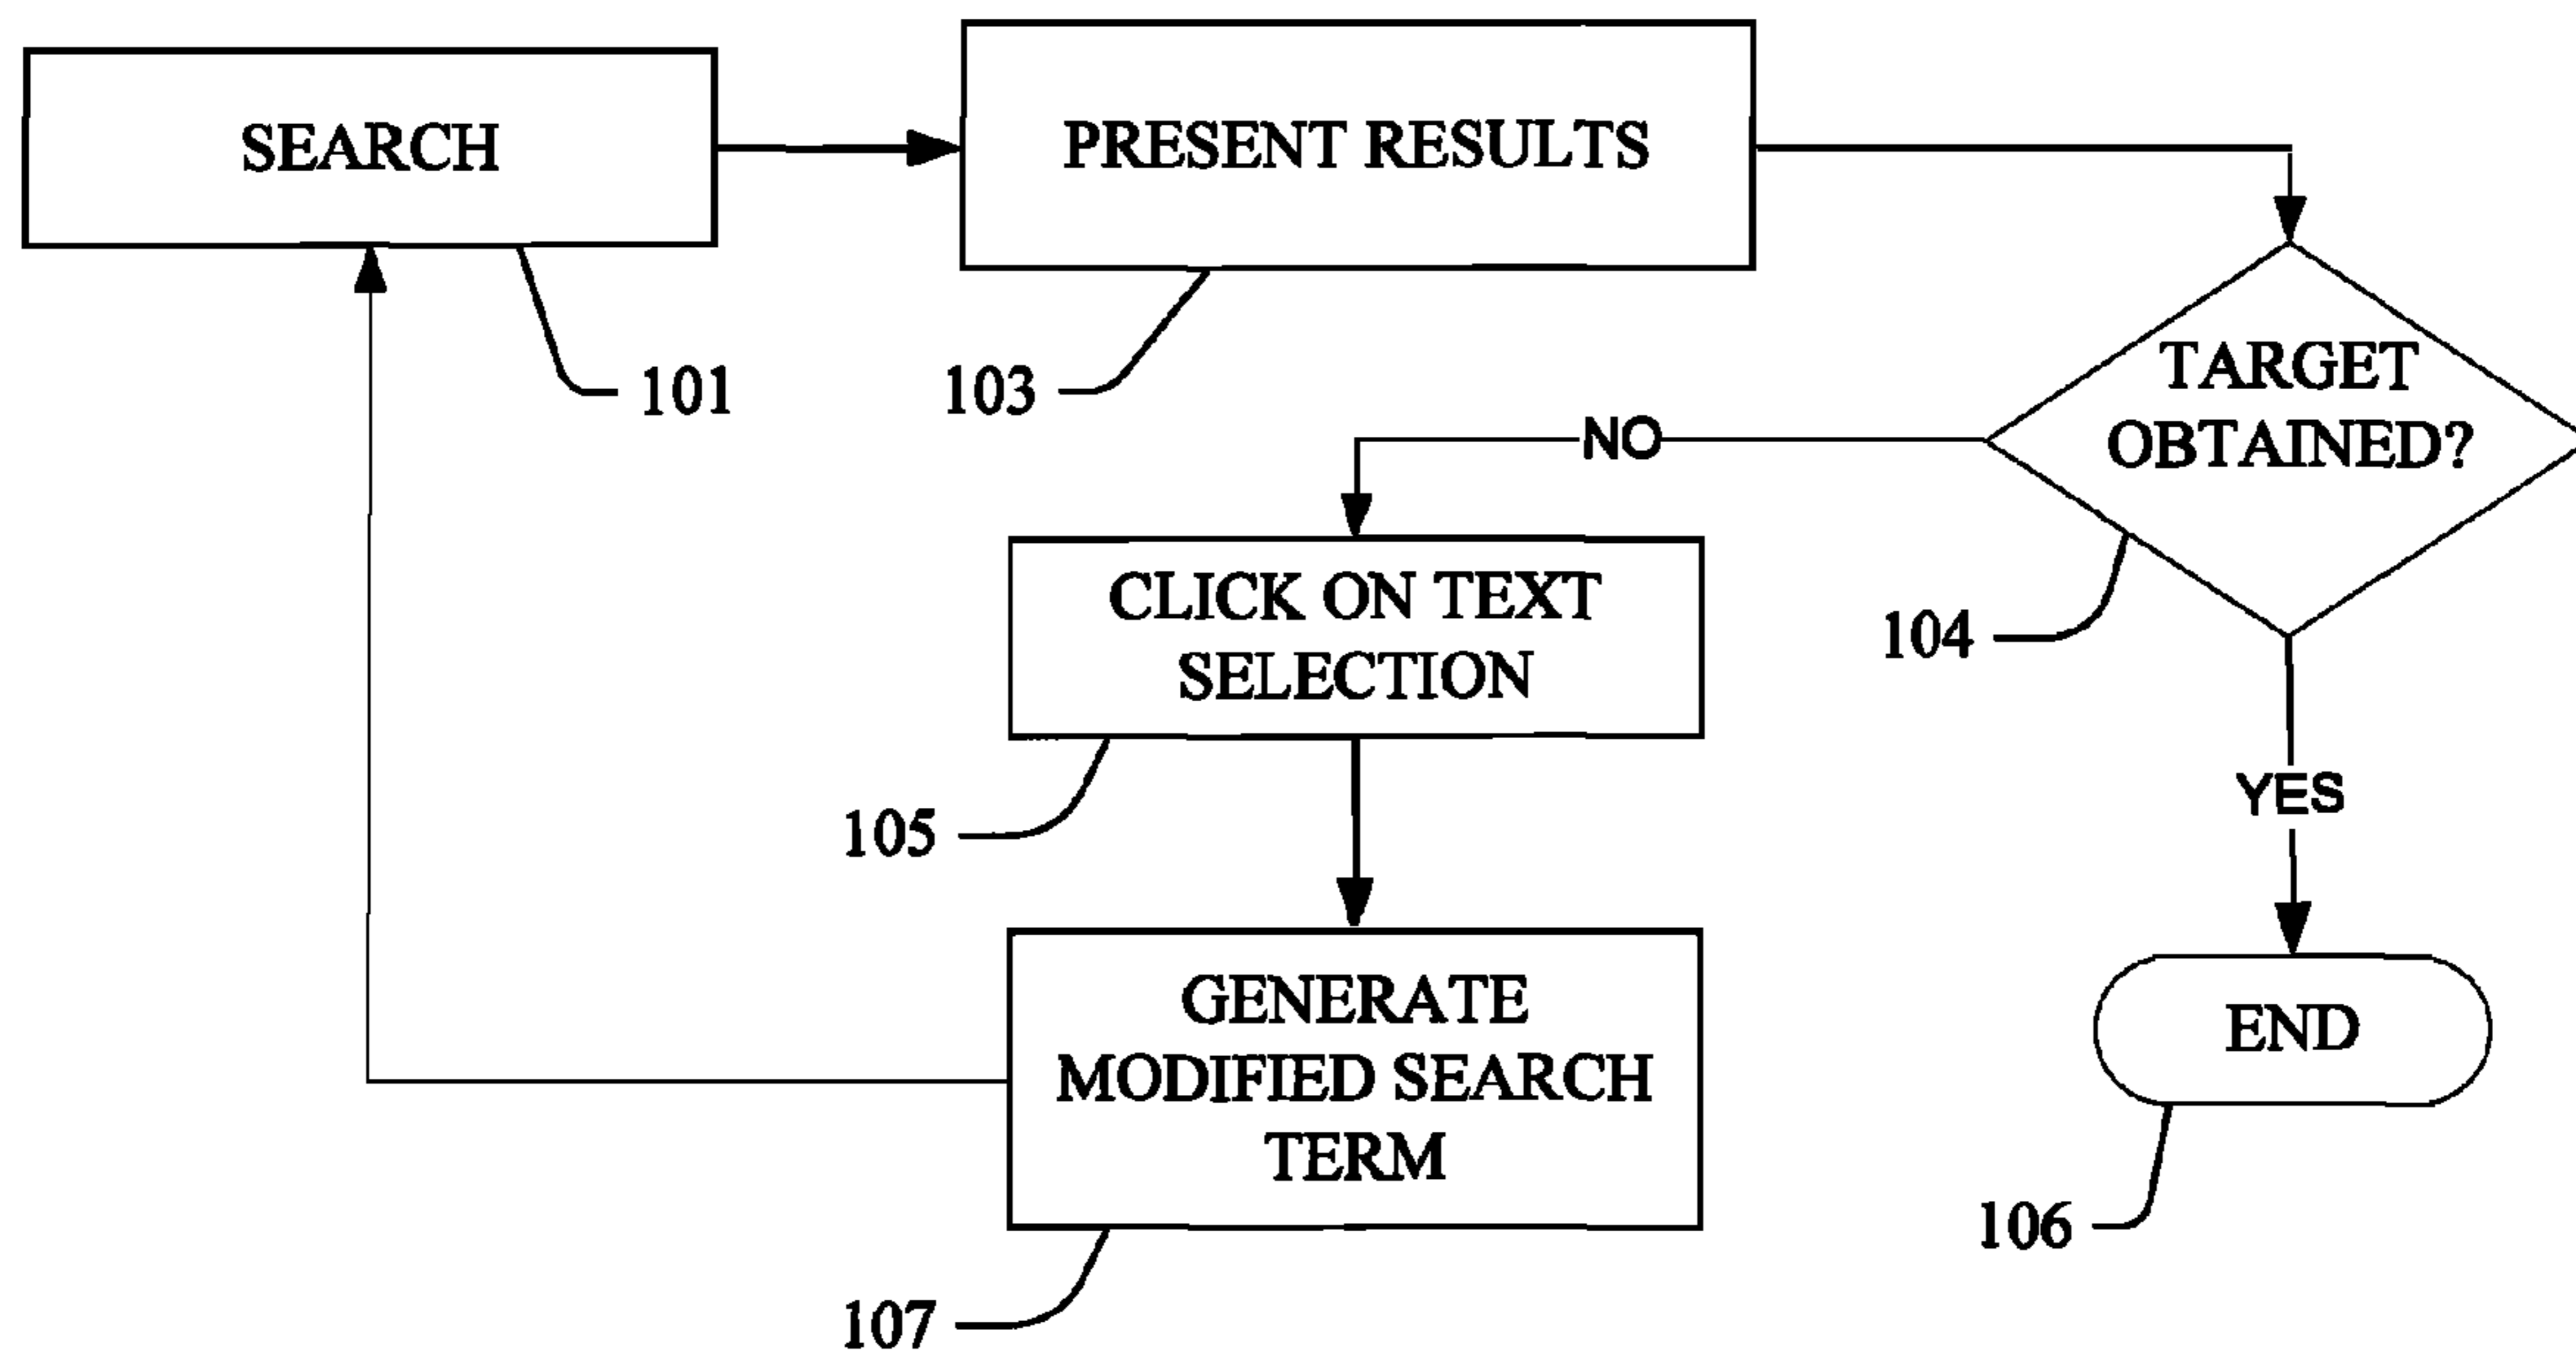 SEARCH
PRESENT RESULTS
101
103
TARGET
OBTAINED?
NO
104
CLICK ON TEXT
SELECTION
105
YES
GENERATE
MODIFIED SEARCH
TERM
107
END
106